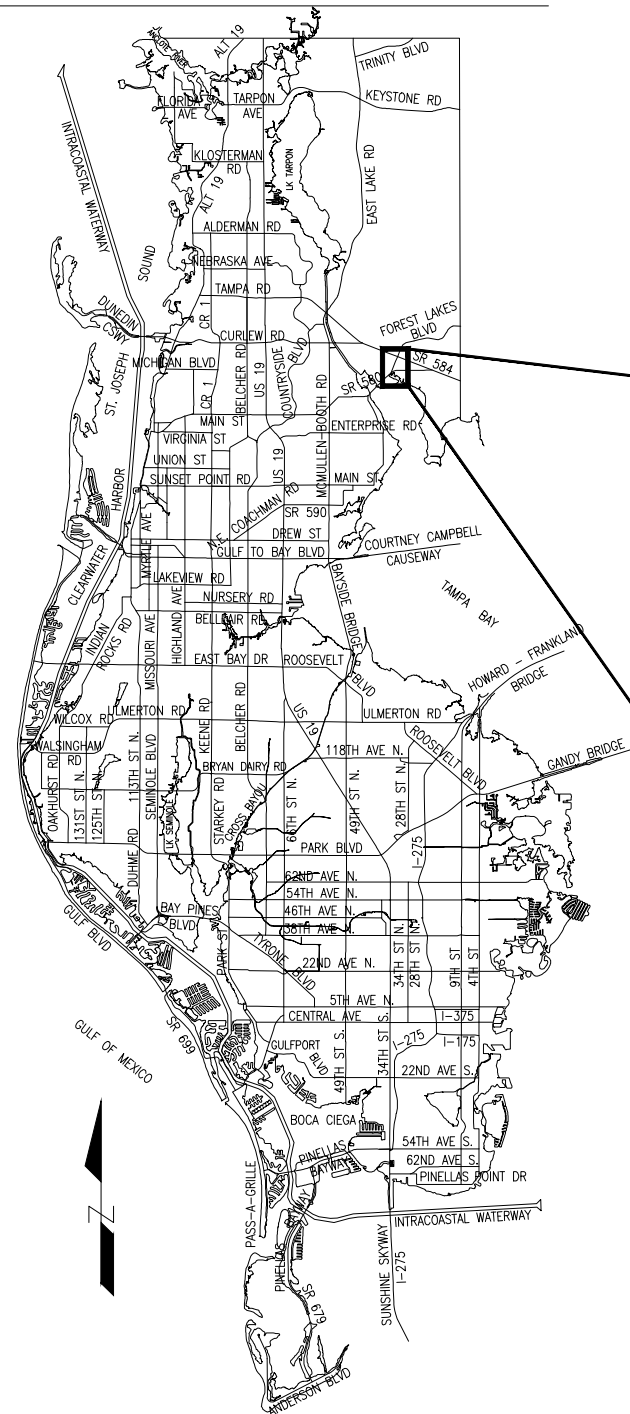 ALT 19
TRINITY BLVD
ANCLOTE RIVER
FLORIDA
AVE
TARPON
AVE
KEYSTONE RD
KLOSTERMAN
RD
LK TARPON
EAST LAKE RD
ALT 19
INTRACOASTAL WATERWAY
SOUND
ALDERMAN RD
NEBRASKA AVE
TAMPA RD
CR 1
DUNEDIN
CSWY
CURLEW RD
FOREST LAKES
BLVD
SR 584
ST. JOSEPH
MICHIGAN BLVD
BELCHER RD
US 19
COUNTRYSIDE
BLVD
SR 580
CR 1
MAIN ST
MCMULLEN-BOOTH RD
ENTERPRISE RD
VIRGINIA ST
UNION ST
SUNSET POINT RD
US 19
MAIN ST
HARBOR
N.E. COACHMAN RD
SR 590
DREW ST
GULF TO BAY BLVD
COURTNEY CAMPBELL
CAUSEWAY
CLEARWATER
MYRTLE AVE
LAKEVIEW RD
HIGHLAND AVE
NURSERY RD
BELLEAIR RD
BAYSIDE BRIDGE
TAMPA BAY
INDIAN
ROCKS RD
MISSOURI AVE
EAST BAY DR
ROOSEVELT
BLVD
HOWARD - FRANKLAND
BRIDGE
WILCOX RD
ULMERTON RD
KEENE RD
BELCHER RD
US 19
ULMERTON RD
ROOSEVELT BLVD
WALSINGHAM
RD
OAKHURST RD
131ST ST N.
125TH ST N.
113TH ST N.
SEMINOLE BLVD
LK SEMINOLE
BRYAN DAIRY RD
STARKEY RD
CROSS BAYOU
66TH ST N.
118TH AVE N.
49TH ST N.
28TH ST N.
GANDY BRIDGE
I-275
DUHME RD
PARK BLVD
62ND AVE N.
54TH AVE N.
46TH AVE N.
38TH AVE N.
BAY PINES
BLVD
GULF BLVD
PARK ST
TYRONE BLVD
22ND AVE N.
34TH ST N.
28TH ST N.
9TH ST
4TH ST
5TH AVE N.
CENTRAL AVE
I-375
SR 699
GULF OF MEXICO
GULFPORT
BLVD
49TH ST S.
34TH ST S.
I-275
I-175
22ND AVE S.
BOCA CIEGA
54TH AVE S.
62ND AVE S.
PINELLAS
BAYWAY
PINELLAS POINT DR
PASS-A-GRILLE
N
INTRACOASTAL WATERWAY
PINELLAS
BAYWAY
SUNSHINE SKYWAY
I-275
SR 679
ANDERSON BLVD